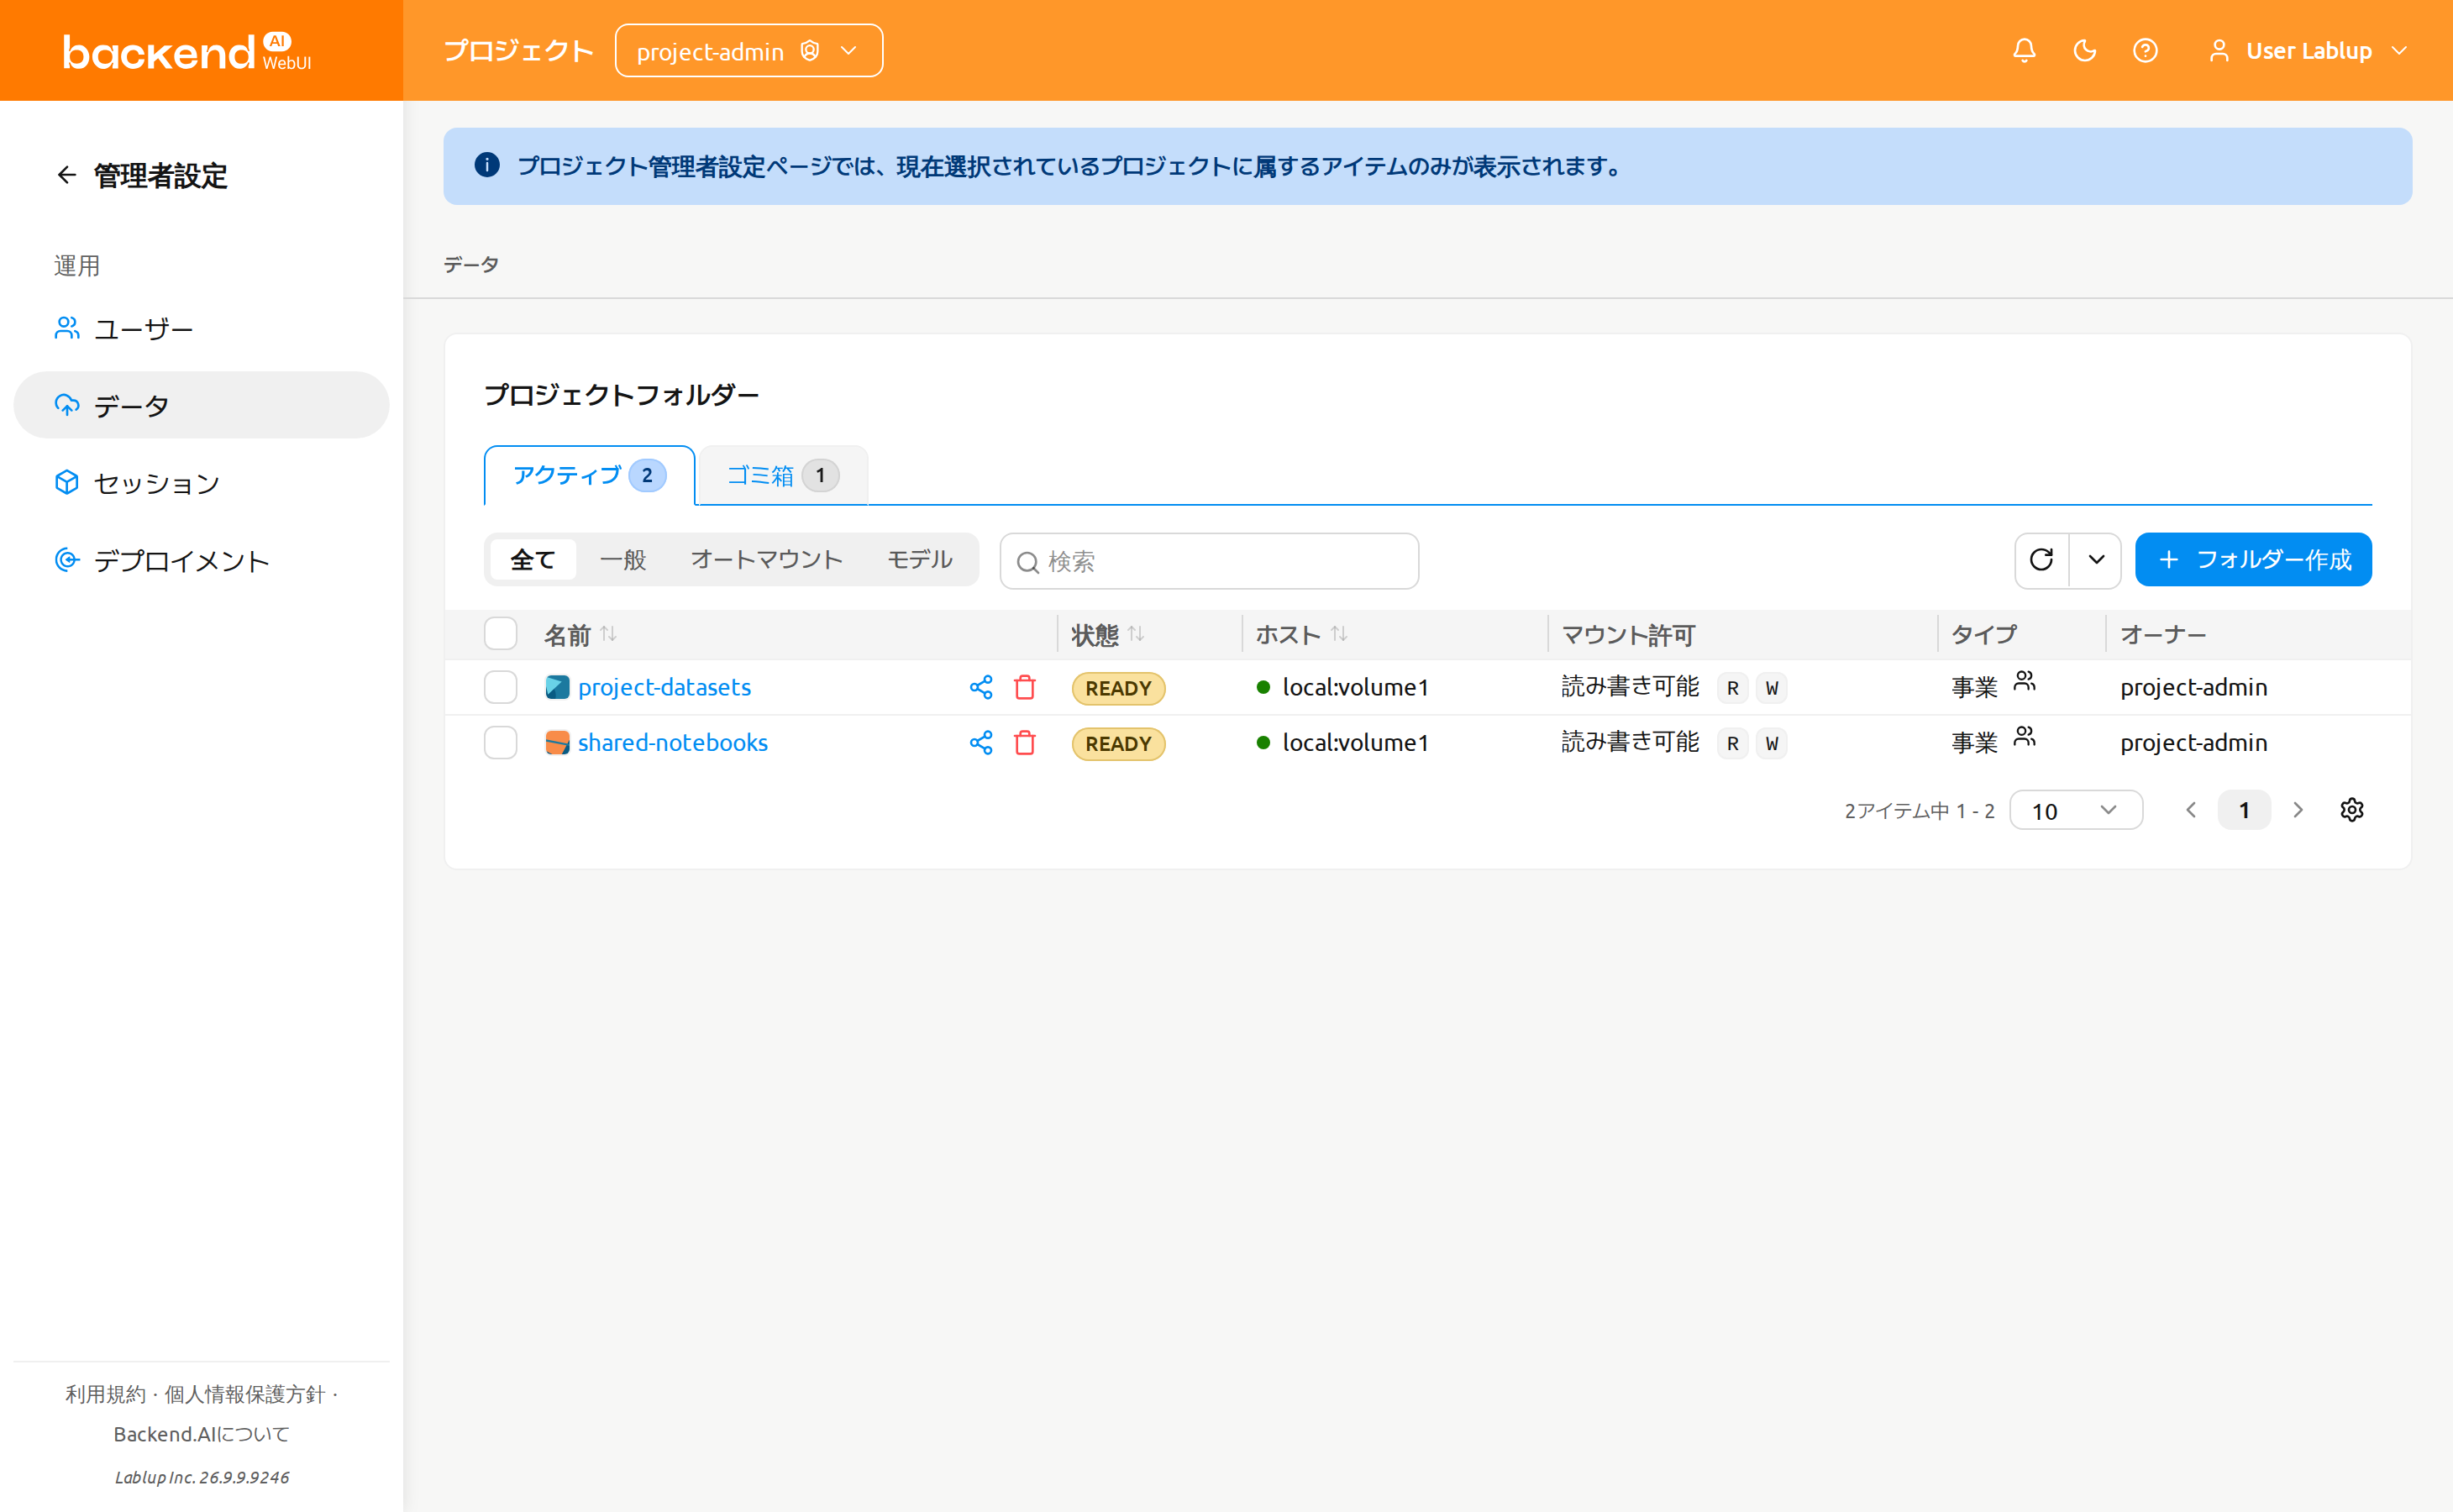 backend AI WebUI
プロジェクト project-admin
User Lablup
管理者設定
運用
ユーザー
データ
セッション
デプロイメント
利用規約 · 個人情報保護方針 ·
Backend.AIについて
Lablup Inc. 26.9.9.9246
プロジェクト管理者設定ページでは、現在選択されているプロジェクトに属するアイテムのみが表示されます。
データ
プロジェクトフォルダー
アクティブ 2 ゴミ箱 1
全て 一般 オートマウント モデル 検索 フォルダー作成
名前 状態 ホスト マウント許可 タイプ オーナー
project-datasets READY local:volume1 読み書き可能 R W 事業 project-admin
shared-notebooks READY local:volume1 読み書き可能 R W 事業 project-admin
2アイテム中 1 - 2 10 1